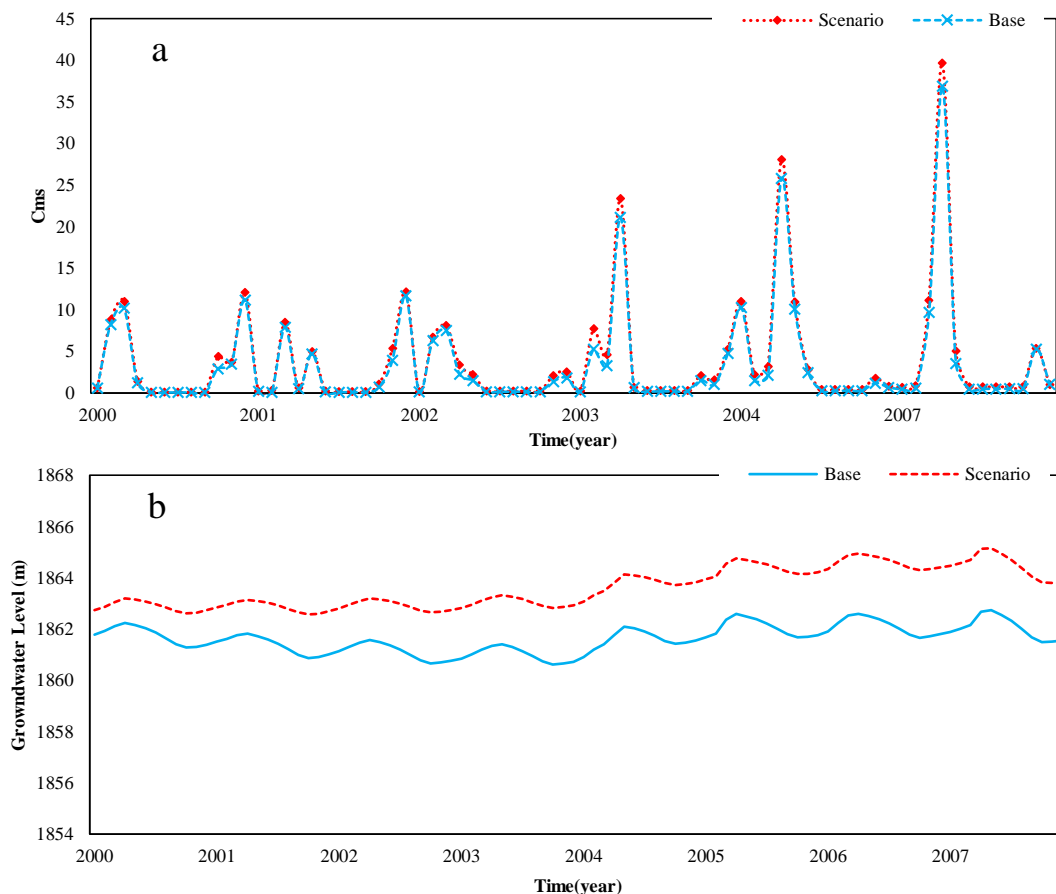 45
40
35
30
25
20
15
10
5
0
Cms
a
Scenario Base
2000 2001 2002 2003 2004 2007
Time(year)
1868
1866
1864
1862
1860
1858
1856
1854
Growndwater Level (m)
b
Base Scenario
2000 2001 2002 2003 2004 2005 2006 2007
Time(year)